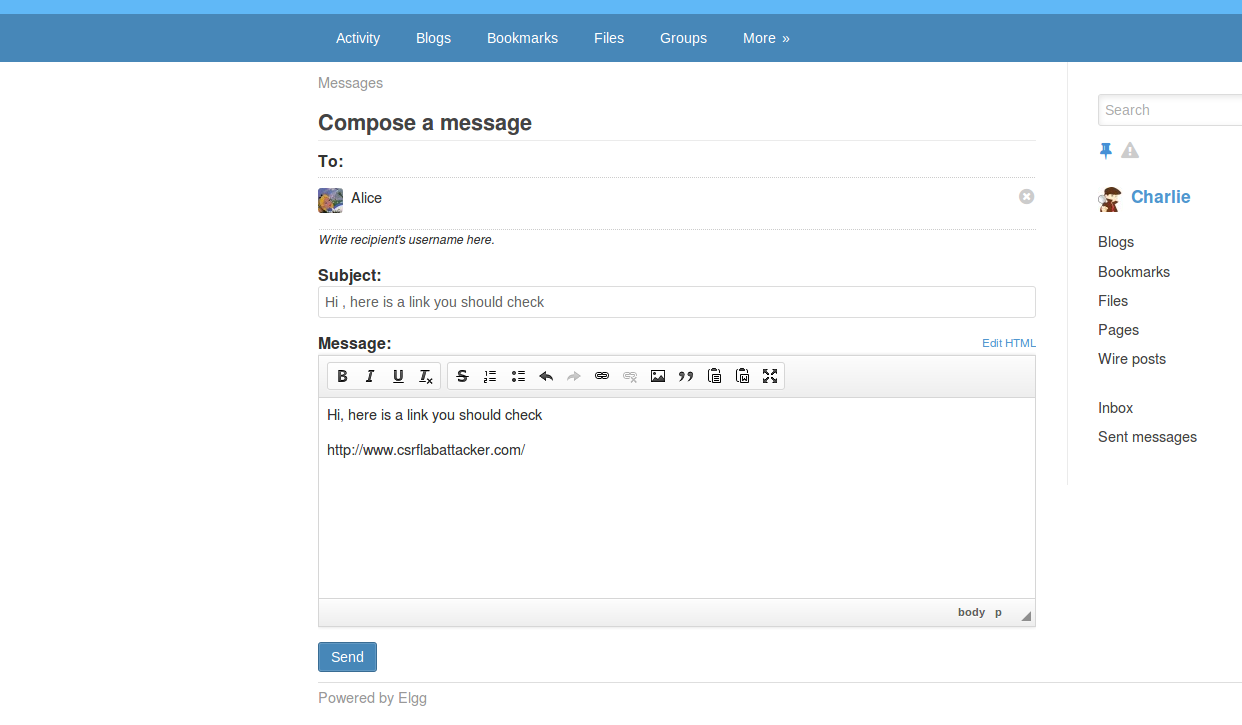 Activity Blogs Bookmarks Files Groups More »
Messages
Search
Compose a message
To:
Alice
Charlie
Write recipient's username here.
Blogs
Bookmarks
Files
Pages
Wire posts
Inbox
Sent messages
Subject:
Hi , here is a link you should check
Message: Edit HTML
B I U Tx S
Hi, here is a link you should check
http://www.csrflabattacker.com/
body p
Send
Powered by Elgg